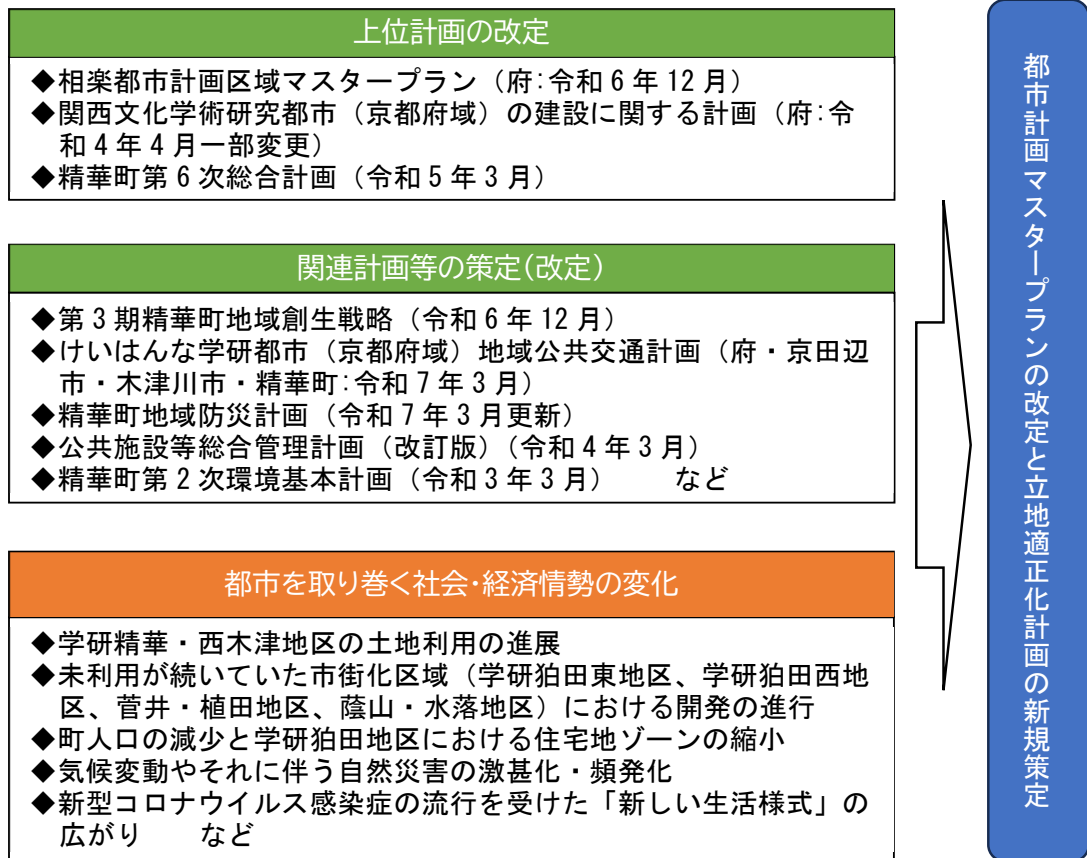 上位計画の改定
◆相楽都市計画区域マスタープラン（府：令和６年12月）
◆関西文化学術研究都市（京都府域）の建設に関する計画（府：令
和４年４月一部変更）
◆精華町第６次総合計画（令和５年３月）
関連計画等の策定（改定）
◆第３期精華町地域創生戦略（令和６年12月）
◆けいはんな学研都市（京都府域）地域公共交通計画（府・京田辺
市・木津川市・精華町：令和７年３月）
◆精華町地域防災計画（令和７年３月更新）
◆公共施設等総合管理計画（改訂版）（令和４年３月）
◆精華町第２次環境基本計画（令和３年３月）　　など
都市を取り巻く社会・経済情勢の変化
◆学研精華・西木津地区の土地利用の進展
◆未利用が続いていた市街化区域（学研狛田東地区、学研狛田西地
区、菅井・植田地区、蔭山・水落地区）における開発の進行
◆町人口の減少と学研狛田地区における住宅地ゾーンの縮小
◆気候変動やそれに伴う自然災害の激甚化・頻発化
◆新型コロナウイルス感染症の流行を受けた「新しい生活様式」の
広がり　　など
都市計画マスタープランの改定と立地適正化計画の新規策定